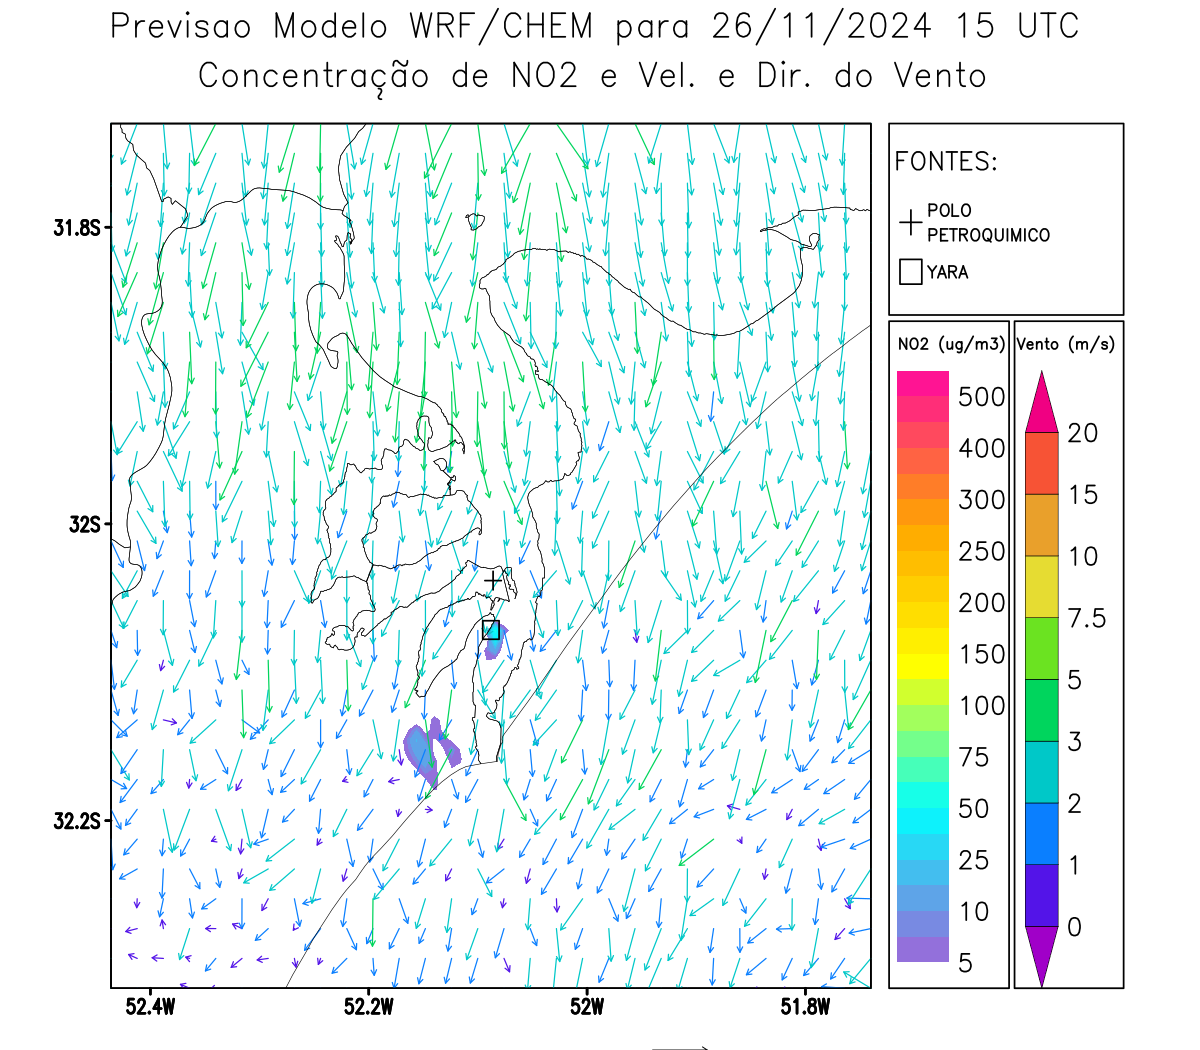 Previsao Modelo WRF/CHEM para 26/11/2024 15 UTC
Concentração de NO2 e Vel. e Dir. do Vento
FONTES:
POLO
PETROQUIMICO
YARA
NO2 (ug/m3)
500
400
300
250
200
150
100
75
50
25
10
5
Vento (m/s)
20
15
10
7.5
5
3
2
1
0
31.8S
32S
32.2S
52.4W
52.2W
52W
51.8W